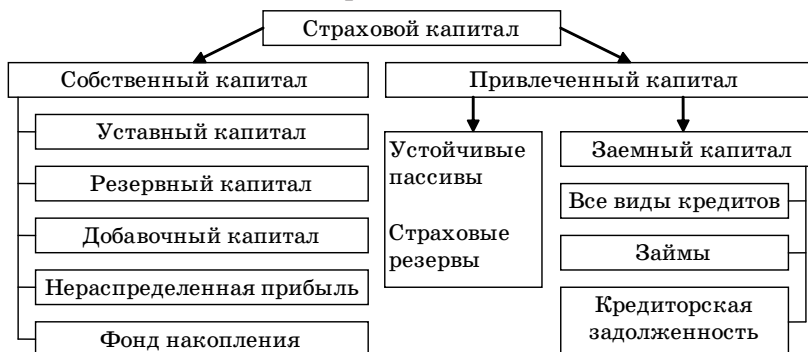 Страховой капитал
Собственный капитал
Уставный капитал
Резервный капитал
Добавочный капитал
Нераспределенная прибыль
Фонд накопления
Привлеченный капитал
Устойчивые
пассивы
Страховые
резервы
Заемный капитал
Все виды кредитов
Займы
Кредиторская
задолженность